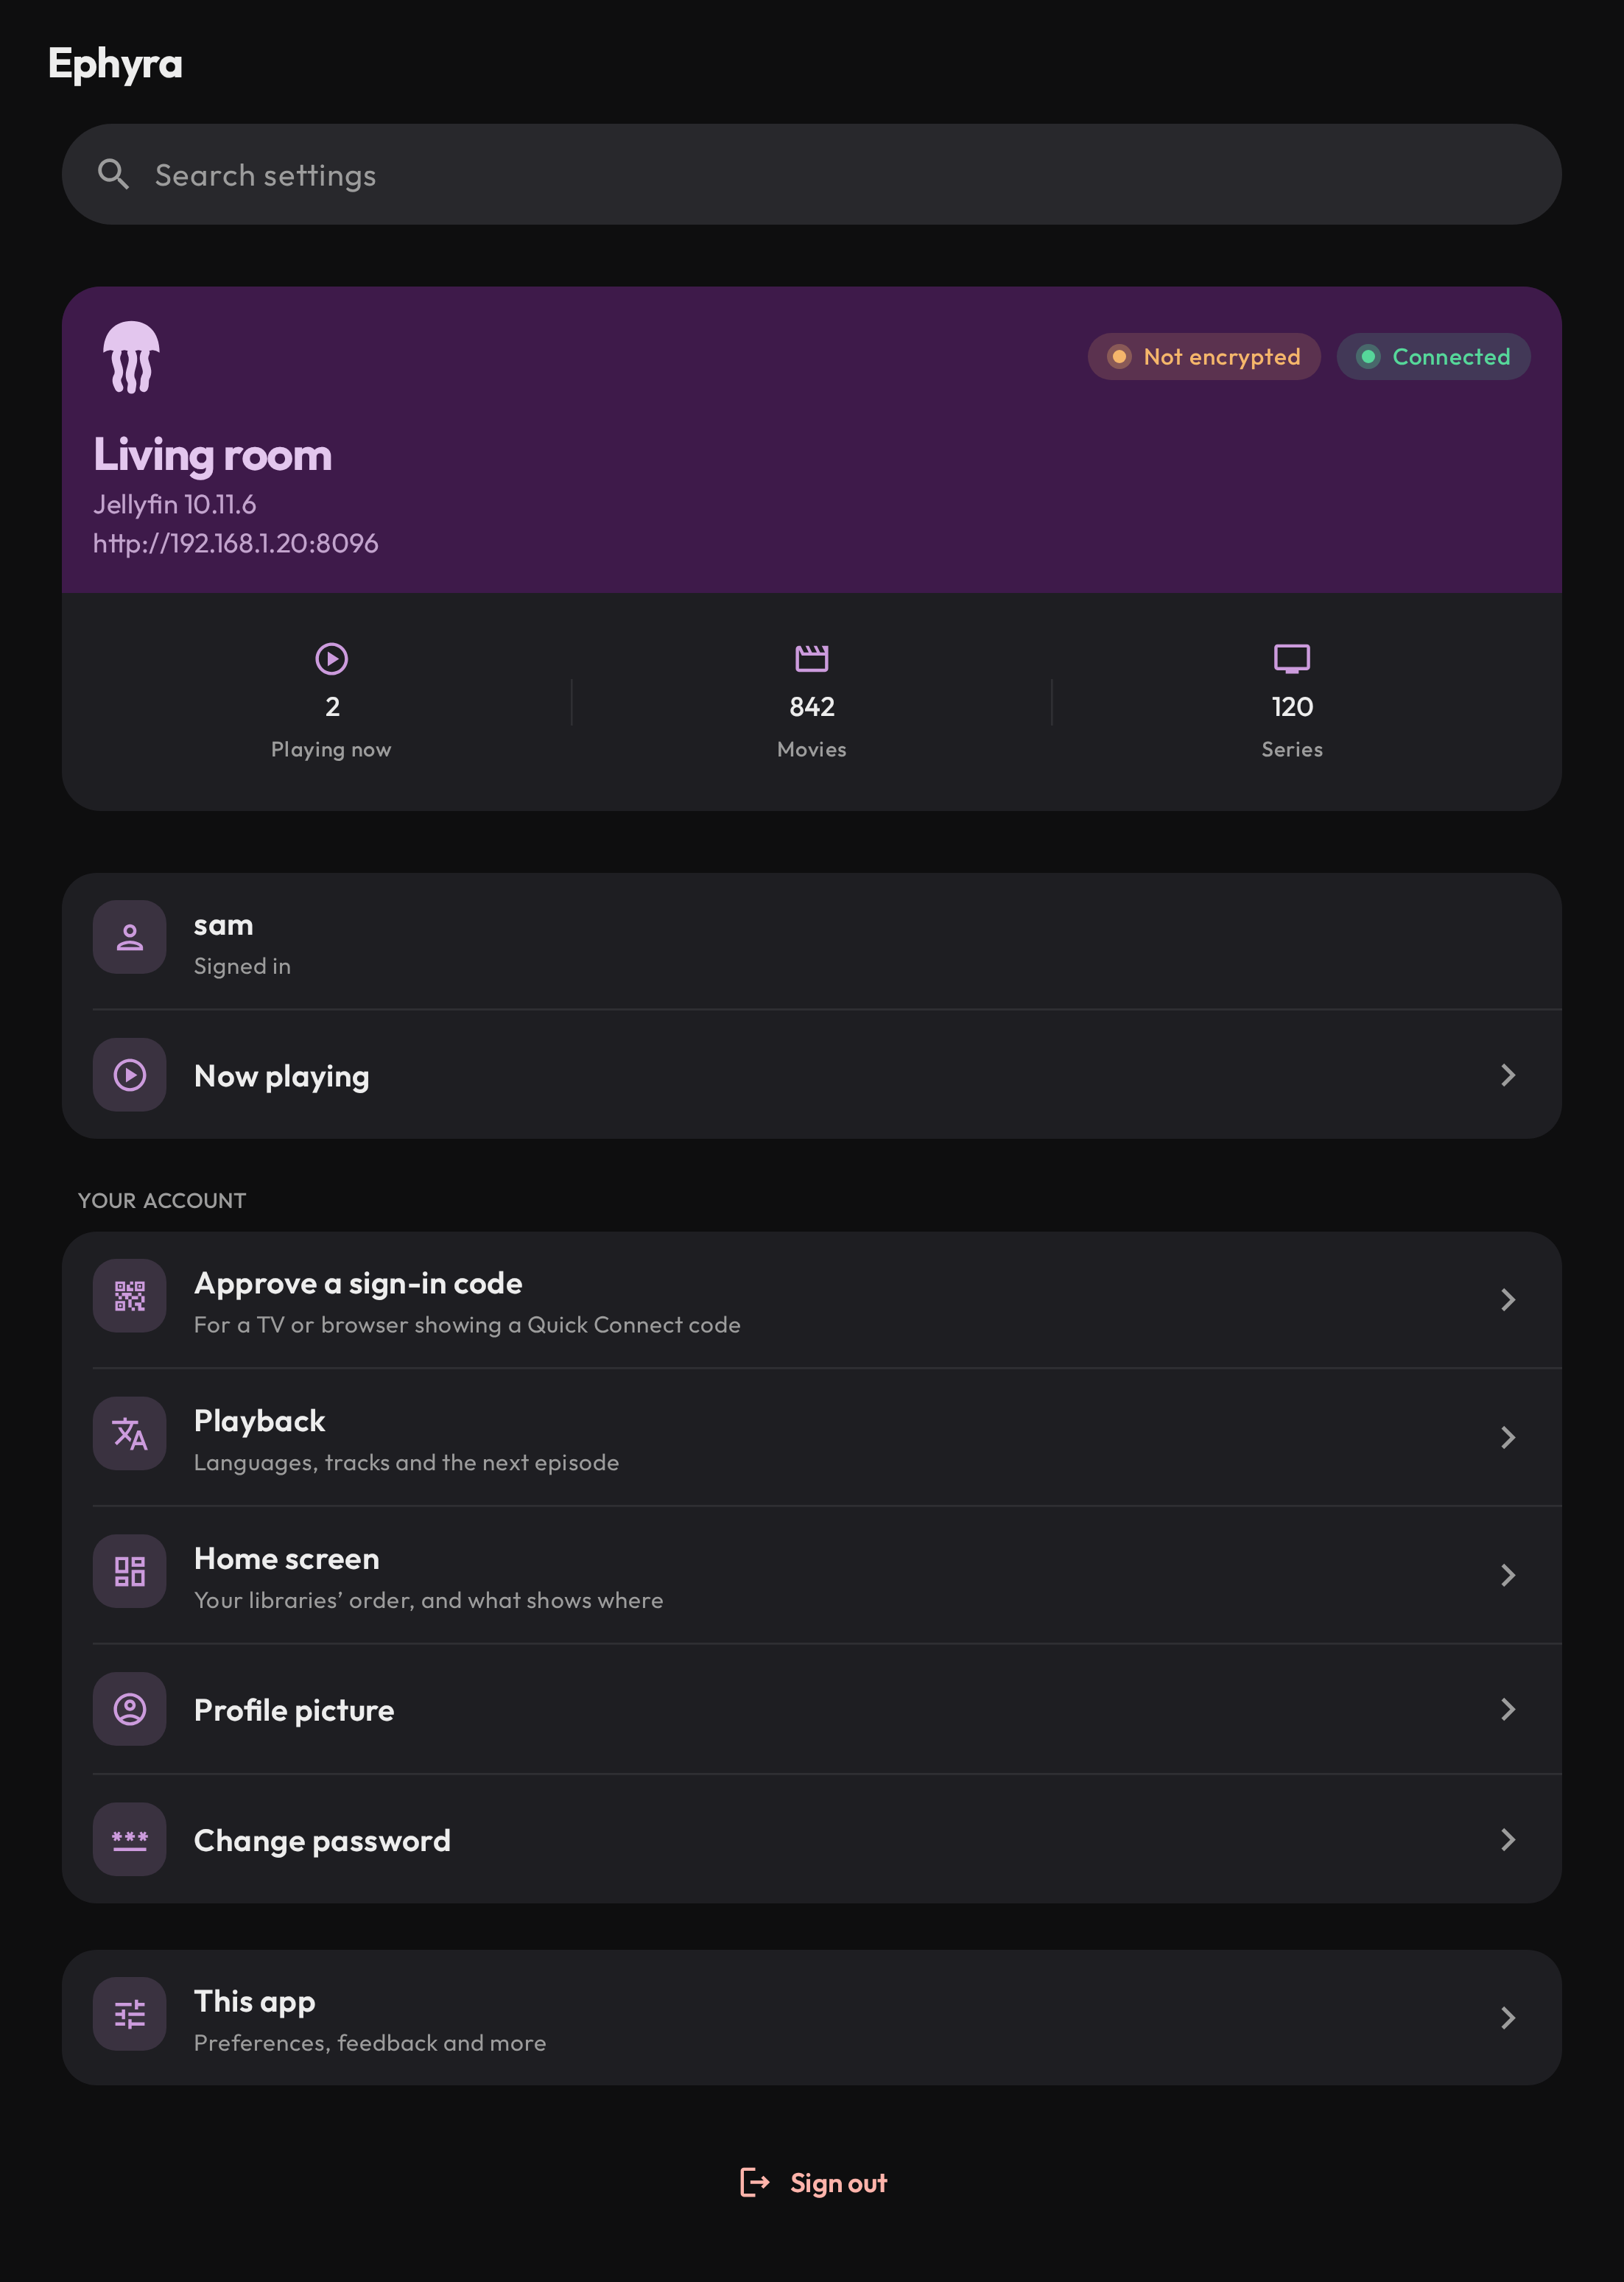 Ephyra
Search settings
Not encrypted
Connected
Living room
Jellyfin 10.11.6
http://192.168.1.20:8096
2
Playing now
842
Movies
120
Series
sam
Signed in
Now playing
YOUR ACCOUNT
Approve a sign-in code
For a TV or browser showing a Quick Connect code
Playback
Languages, tracks and the next episode
Home screen
Your libraries’ order, and what shows where
Profile picture
Change password
This app
Preferences, feedback and more
Sign out